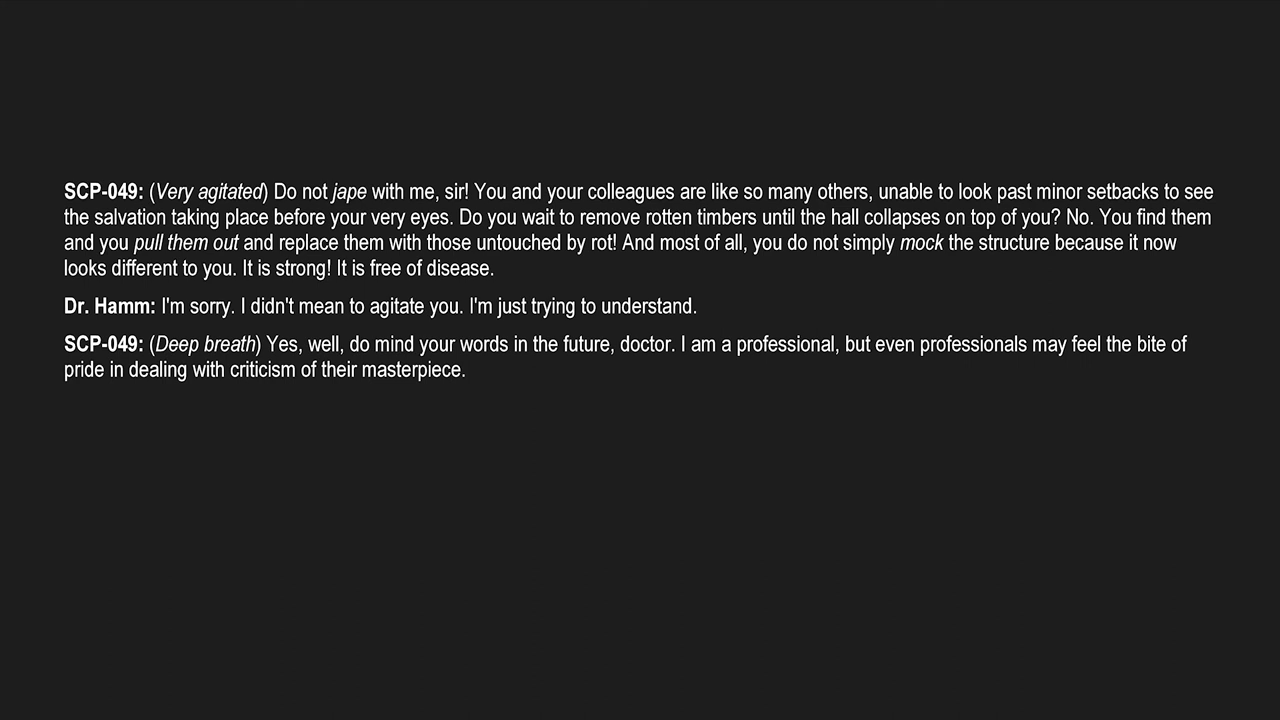 SCP-049: (Very agitated) Do not jape with me, sir! You and your colleagues are like so many others, unable to look past minor setbacks to see
the salvation taking place before your very eyes. Do you wait to remove rotten timbers until the hall collapses on top of you? No. You find them
and you pull them out and replace them with those untouched by rot! And most of all, you do not simply mock the structure because it now
looks different to you. It is strong! It is free of disease.
Dr. Hamm: I'm sorry. I didn't mean to agitate you. I'm just trying to understand.
SCP-049: (Deep breath) Yes, well, do mind your words in the future, doctor. I am a professional, but even professionals may feel the bite of
pride in dealing with criticism of their masterpiece.